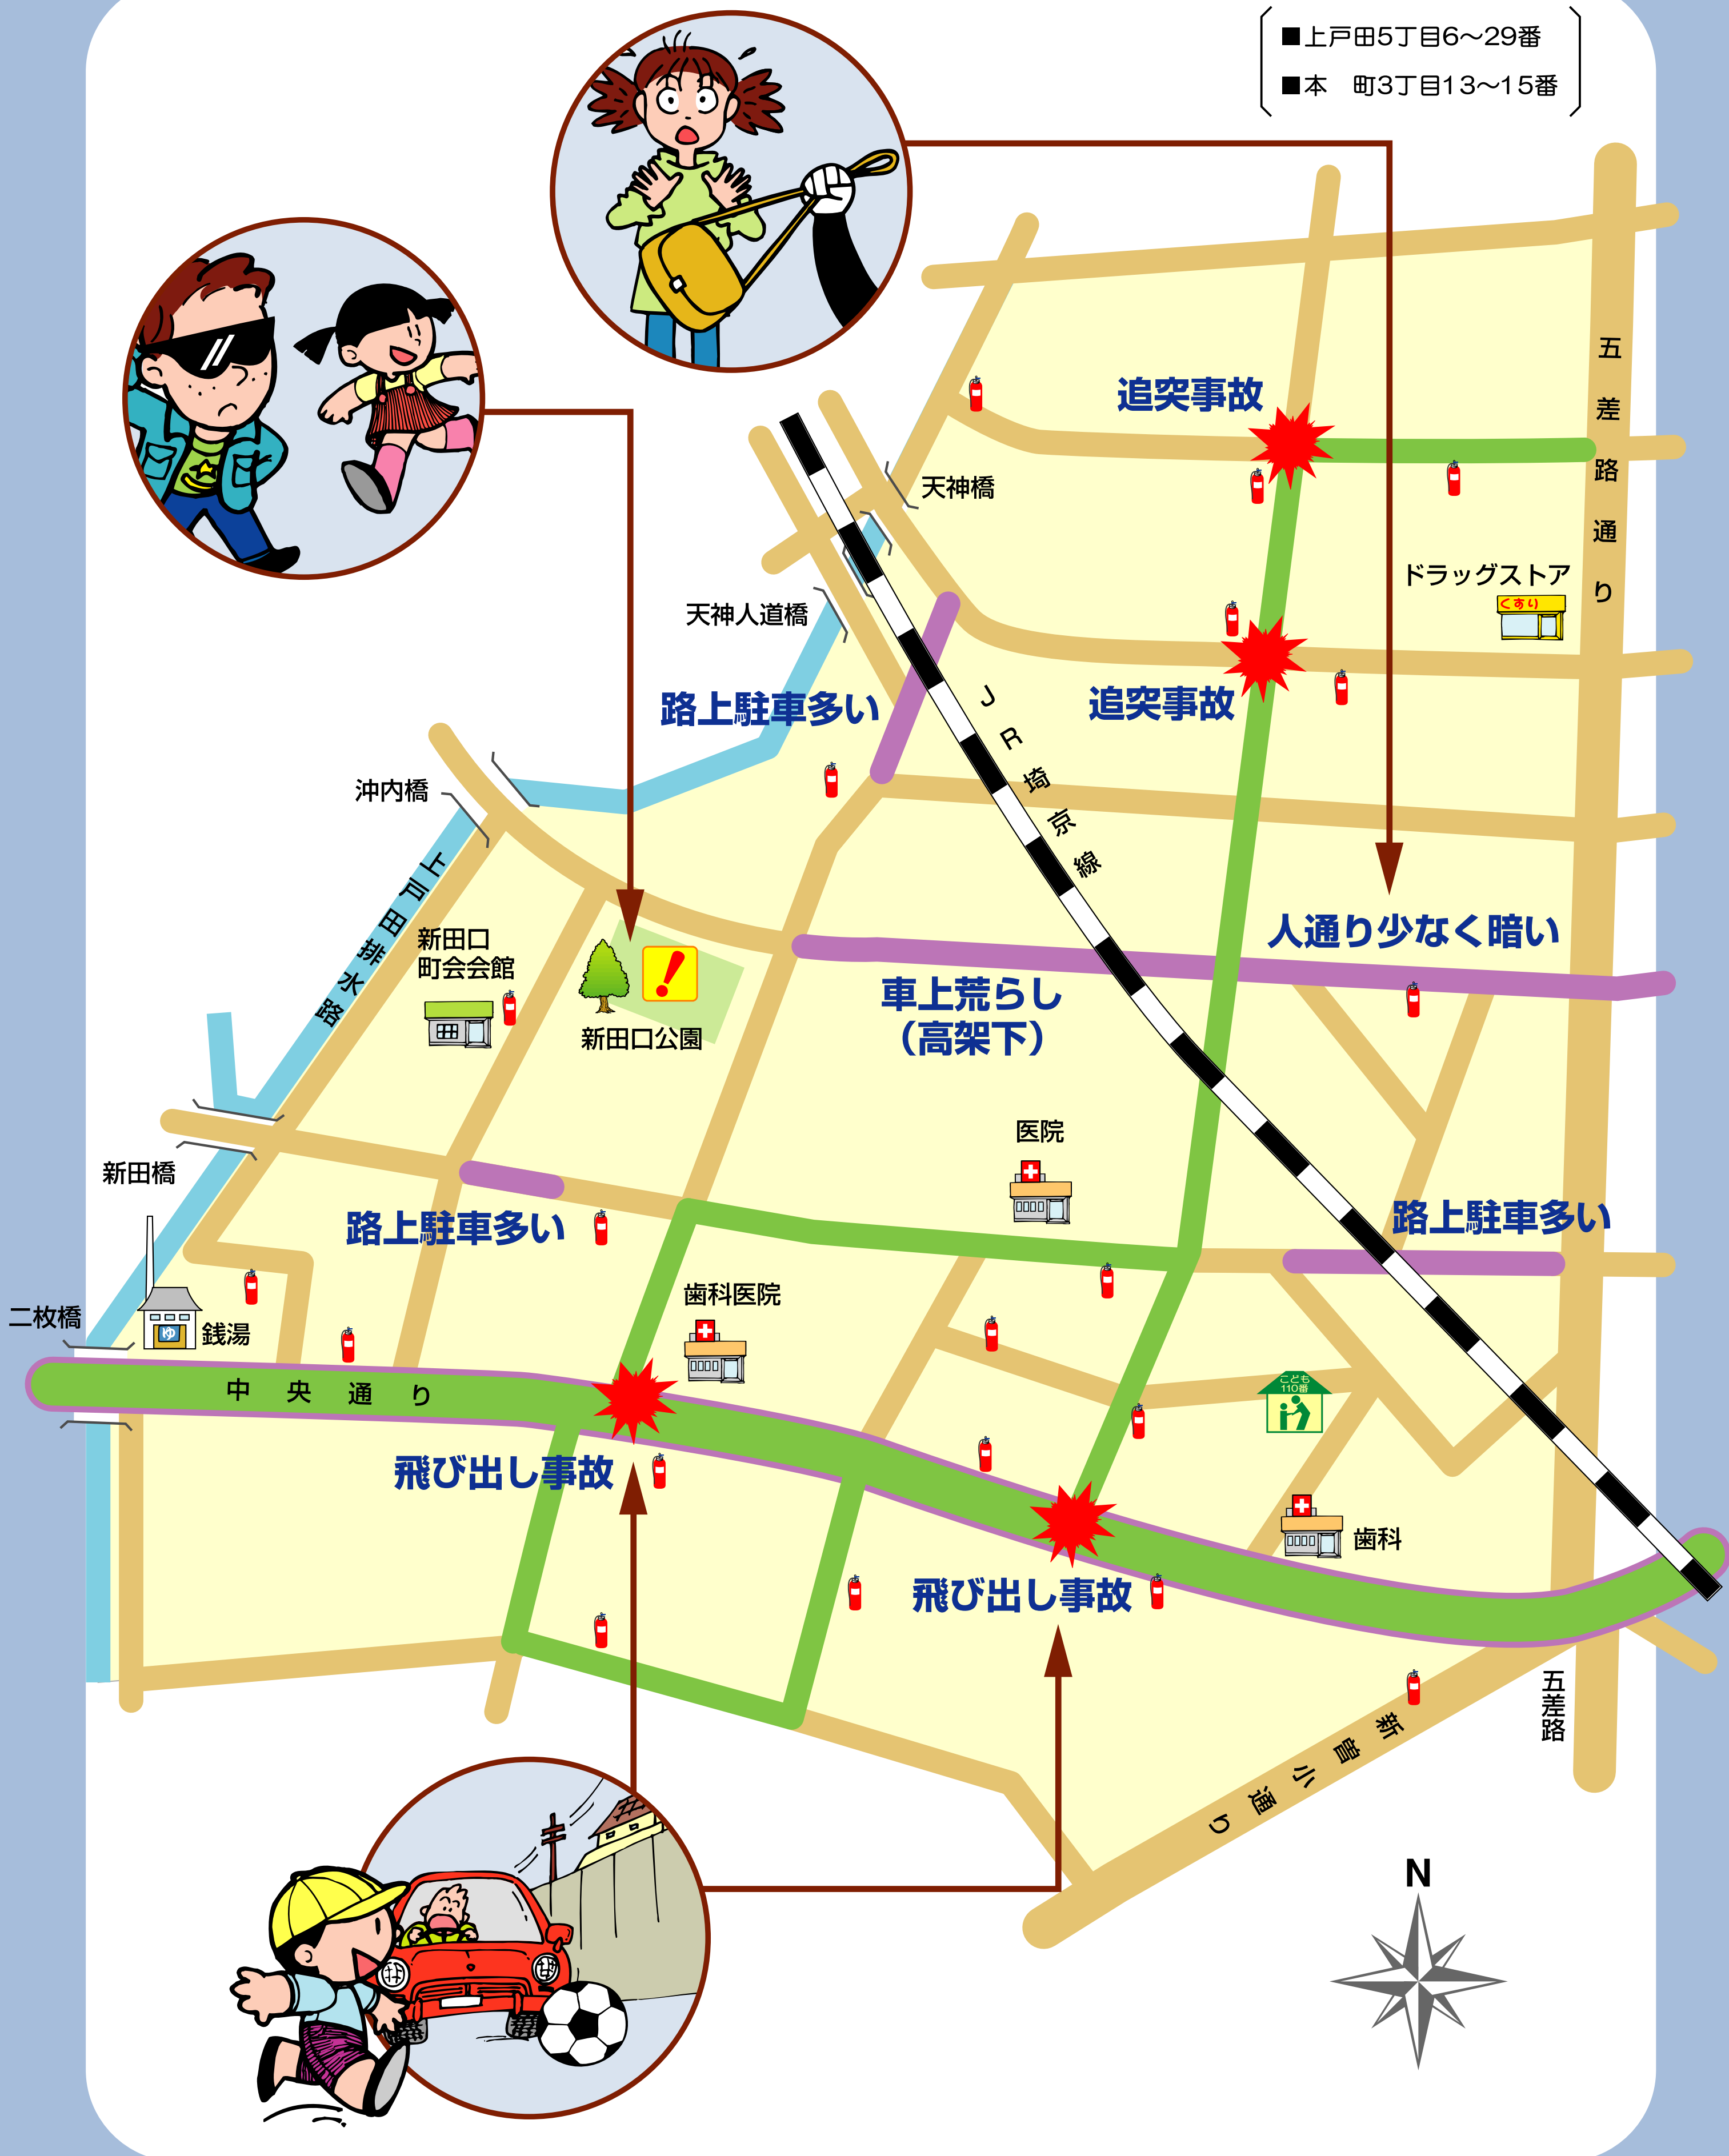 ■上戸田5丁目6～29番
■本　町3丁目13～15番
五差路通り
追突事故
天神橋
ドラッグストア
くすり
天神人道橋
追突事故
路上駐車多い
JR埼京線
沖内橋
上戸田排水路
人通り少なく暗い
新田口
町会会館
車上荒らし
（高架下）
新田口公園
医院
新田橋
路上駐車多い
路上駐車多い
歯科医院
二枚橋
ゆ
銭湯
中央通り
こども
110番
飛び出し事故
歯科
飛び出し事故
五差路
新曽小通り
N